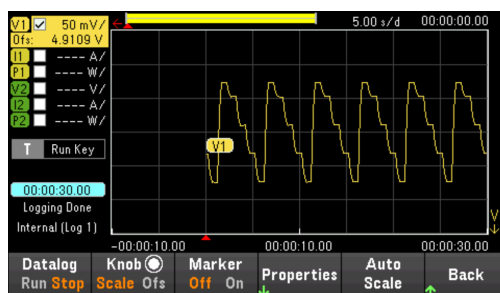 V1 50 mV/
Ofs: 4.9109 V
I1 ---- A/
P1 ---- W/
V2 ---- V/
I2 ---- A/
P2 ---- W/
T Run Key
00:00:30.00
Logging Done
Internal (Log 1)
5.00 s/d 00:00:00.00
V1
V
-00:00:10.00 00:00:10.00 00:00:30.00
Datalog Knob Marker Properties Auto Back
Run Stop Scale Ofs Off On Scale